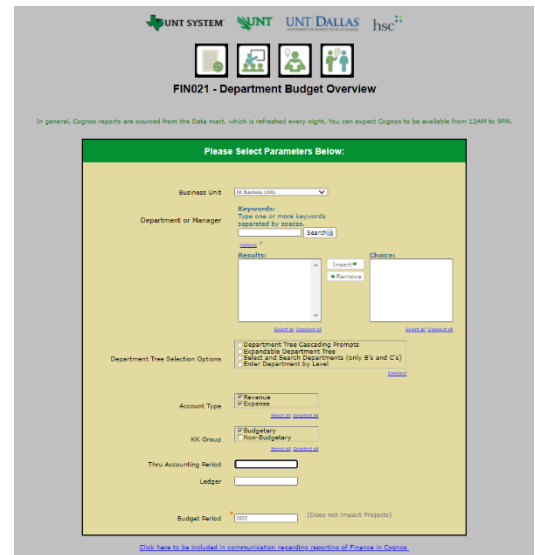 UNT SYSTEM UNT UNT DALLAS hsc
FIN021 - Department Budget Overview
In general, Cognos reports are sourced from the Data mart, which is refreshed every night. You can expect Cognos to be available from 12AM to 9PM.
Please Select Parameters Below:
Business Unit All Business Units
Keywords:
Type one or more keywords
separated by spaces.
Department or Manager
Search
Options
Results:
Choice:
Insert
Remove
Select all Deselect all
Select all Deselect all
Department Tree Selection Options
Department Tree Cascading Prompts
Expandable Department Tree
Select and Search Departments (only B's and C's)
Enter Department by Level
Deselect
Account Type
Revenue
Expense
Select all Deselect all
KK Group
Budgetary
Non-Budgetary
Select all Deselect all
Thru Accounting Period
Ledger
Budget Period * 2022 (Does not impact Projects)
Click here to be included in communication regarding reporting of Finance in Cognos